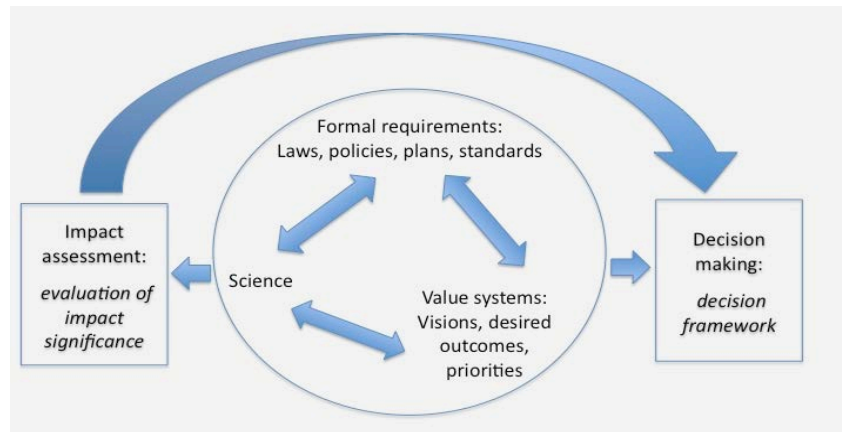 Formal requirements:
Laws, policies, plans, standards
Impact
assessment:
evaluation of
impact
significance
Science
Value systems:
Visions, desired
outcomes,
priorities
Decision
making:
decision
framework